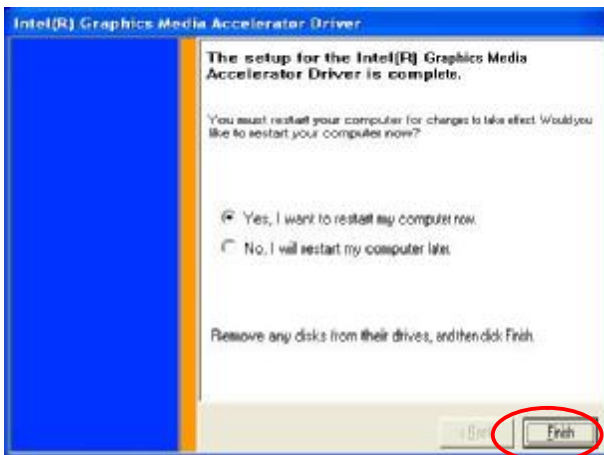 Intel(R) Graphics Media Accelerator Driver
The setup for the Intel(R) Graphics Media
Accelerator Driver is complete.
You must restart your computer for changes to take effect. Would you
like to restart your computer now?
Yes, I want to restart my computer now.
No, I will restart my computer later.
Remove any disks from their drives, and then click Finish.
< Back
Finish